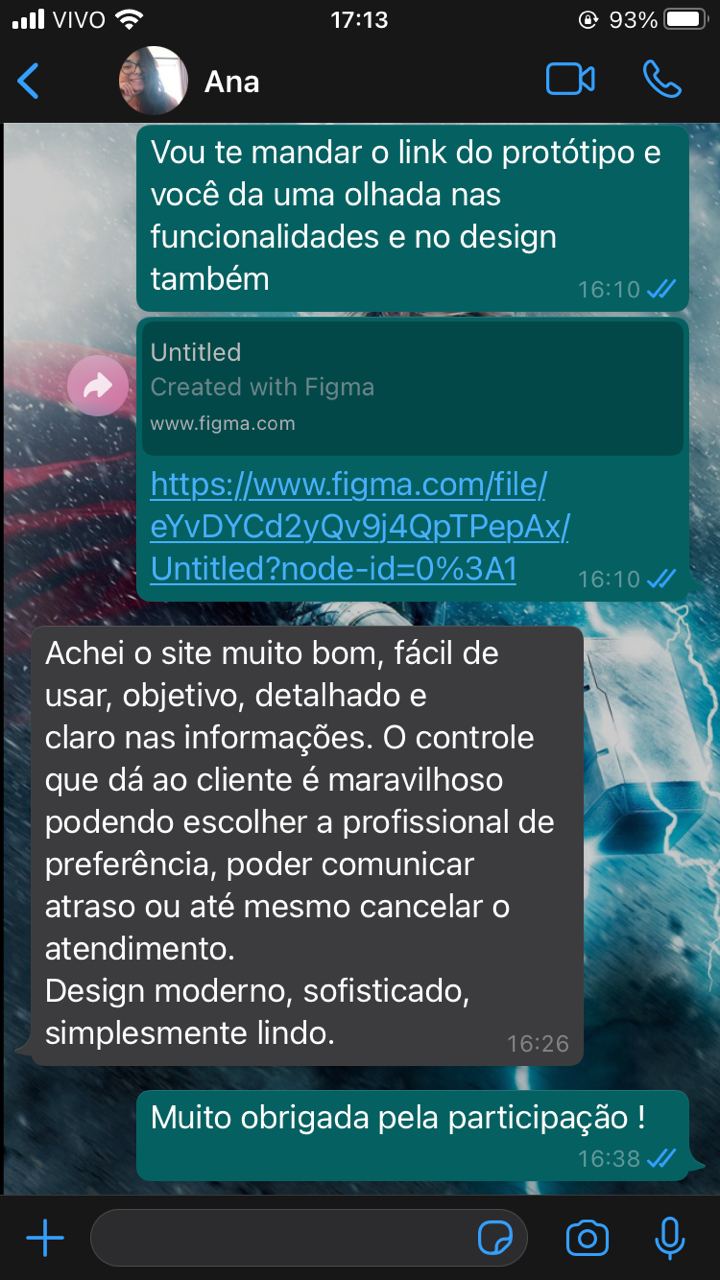 VIVO 17:13 93%
Ana
Vou te mandar o link do protótipo e
você da uma olhada nas
funcionalidades e no design
também
16:10
Untitled
Created with Figma
www.figma.com
https://www.figma.com/file/
eYvDYCd2yQv9j4QpTPepAx/
Untitled?node-id=0%3A1
16:10
Achei o site muito bom, fácil de
usar, objetivo, detalhado e
claro nas informações. O controle
que dá ao cliente é maravilhoso
podendo escolher a profissional de
preferência, poder comunicar
atraso ou até mesmo cancelar o
atendimento.
Design moderno, sofisticado,
simplesmente lindo.
16:26
Muito obrigada pela participação !
16:38